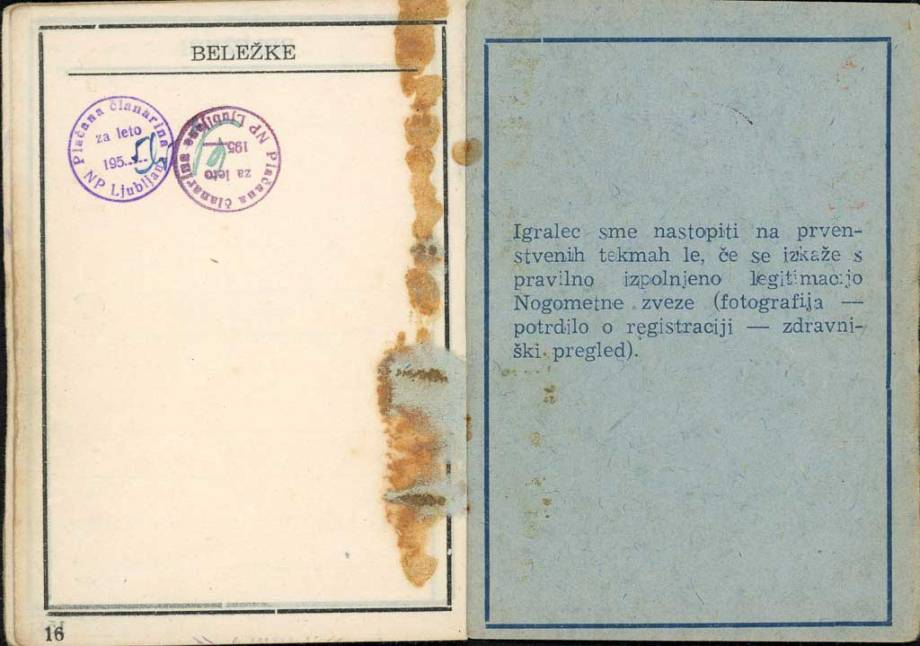 BELEŽKE
Plačana članarina
za leto
195.....
NP Ljubljana
Plačana članarina
za leto
195
NP Ljubljana
16
Igralec sme nastopiti na prven-
stvenih tekmah le, če se izkaže s
pravilno izpolnjeno legitimacijo
Nogometne zveze (fotografija —
potrdilo o registraciji — zdravni-
ški pregled).